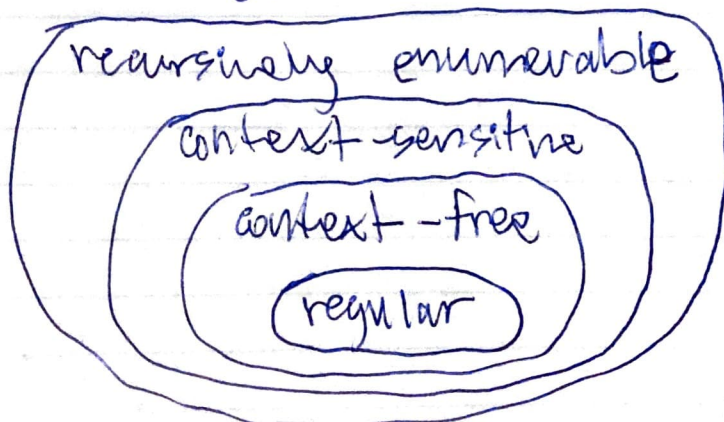 recursively enumerable
context-sensitive
context-free
regular